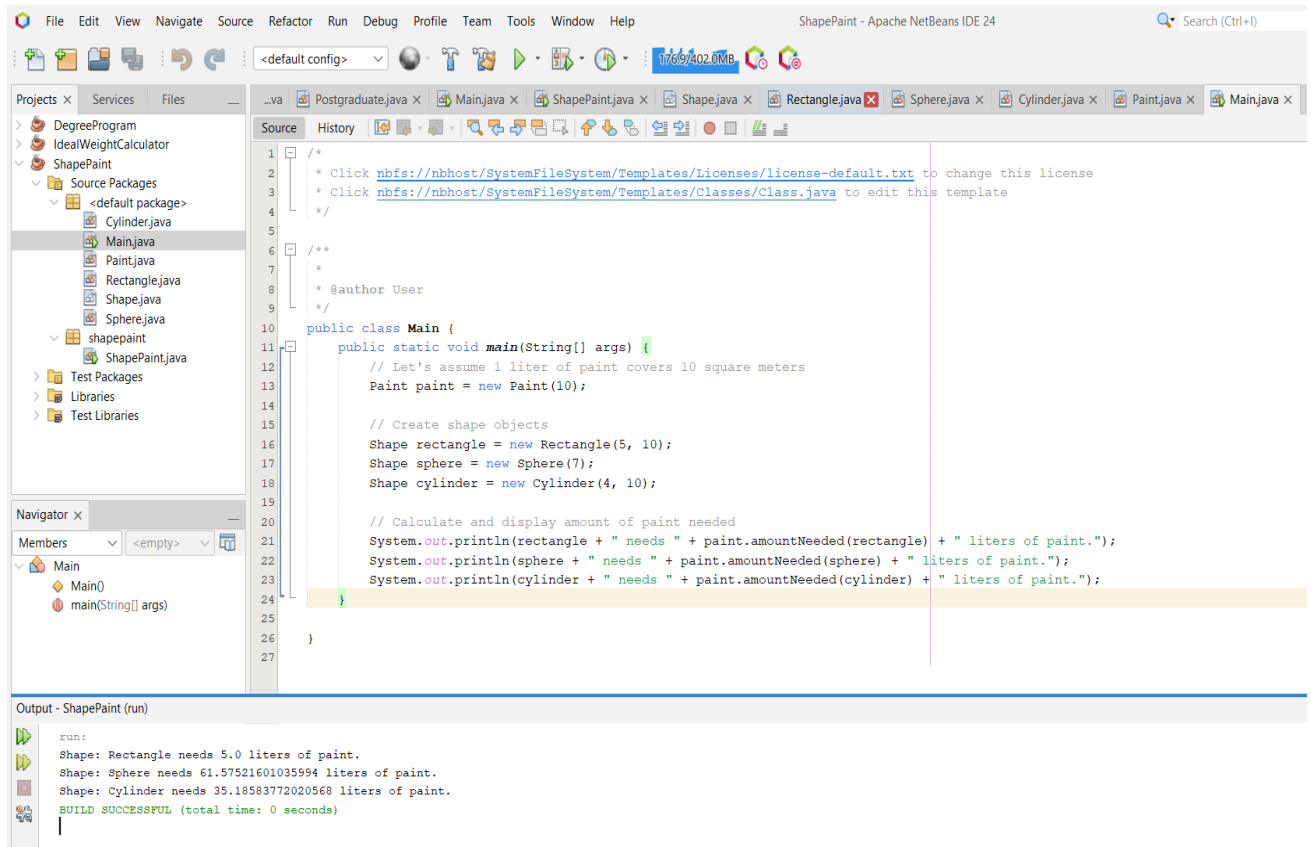 File Edit View Navigate Source Refactor Run Debug Profile Team Tools Window Help ShapePaint - Apache NetBeans IDE 24 Search (Ctrl+I)
<default config> 176.9/402.0MB
Projects Services Files
DegreeProgram
IdealWeightCalculator
ShapePaint
Source Packages
<default package>
Cylinder.java
Main.java
Paint.java
Rectangle.java
Shape.java
Sphere.java
shapepaint
ShapePaint.java
Test Packages
Libraries
Test Libraries
Navigator
Members <empty>
Main
Main()
main(String[] args)
...va Postgraduate.java Main.java ShapePaint.java Shape.java Rectangle.java Sphere.java Cylinder.java Paint.java Main.java
Source History
1 /*
2  * Click nbfs://nbhost/SystemFileSystem/Templates/Licenses/license-default.txt to change this license
3  * Click nbfs://nbhost/SystemFileSystem/Templates/Classes/Class.java to edit this template
4  */
5
6 /**
7  *
8  * @author User
9  */
10 public class Main {
11     public static void main(String[] args) {
12         // Let's assume 1 liter of paint covers 10 square meters
13         Paint paint = new Paint(10);
14
15         // Create shape objects
16         Shape rectangle = new Rectangle(5, 10);
17         Shape sphere = new Sphere(7);
18         Shape cylinder = new Cylinder(4, 10);
19
20         // Calculate and display amount of paint needed
21         System.out.println(rectangle + " needs " + paint.amountNeeded(rectangle) + " liters of paint.");
22         System.out.println(sphere + " needs " + paint.amountNeeded(sphere) + " liters of paint.");
23         System.out.println(cylinder + " needs " + paint.amountNeeded(cylinder) + " liters of paint.");
24     }
25
26 }
27
Output - ShapePaint (run)
run:
Shape: Rectangle needs 5.0 liters of paint.
Shape: Sphere needs 61.57521601035994 liters of paint.
Shape: Cylinder needs 35.18583772020568 liters of paint.
BUILD SUCCESSFUL (total time: 0 seconds)